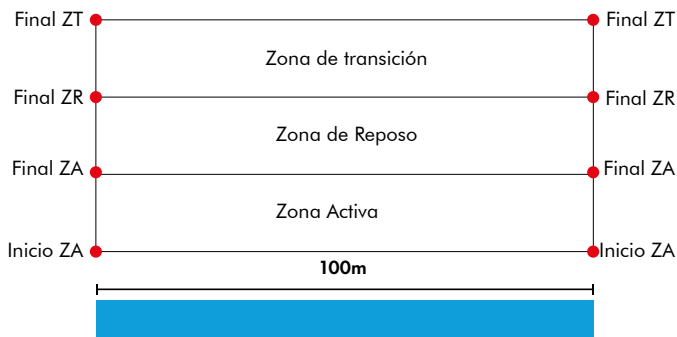 Final ZT
Final ZT
Zona de transición
Final ZR
Final ZR
Zona de Reposo
Final ZA
Final ZA
Zona Activa
Inicio ZA
Inicio ZA
100m